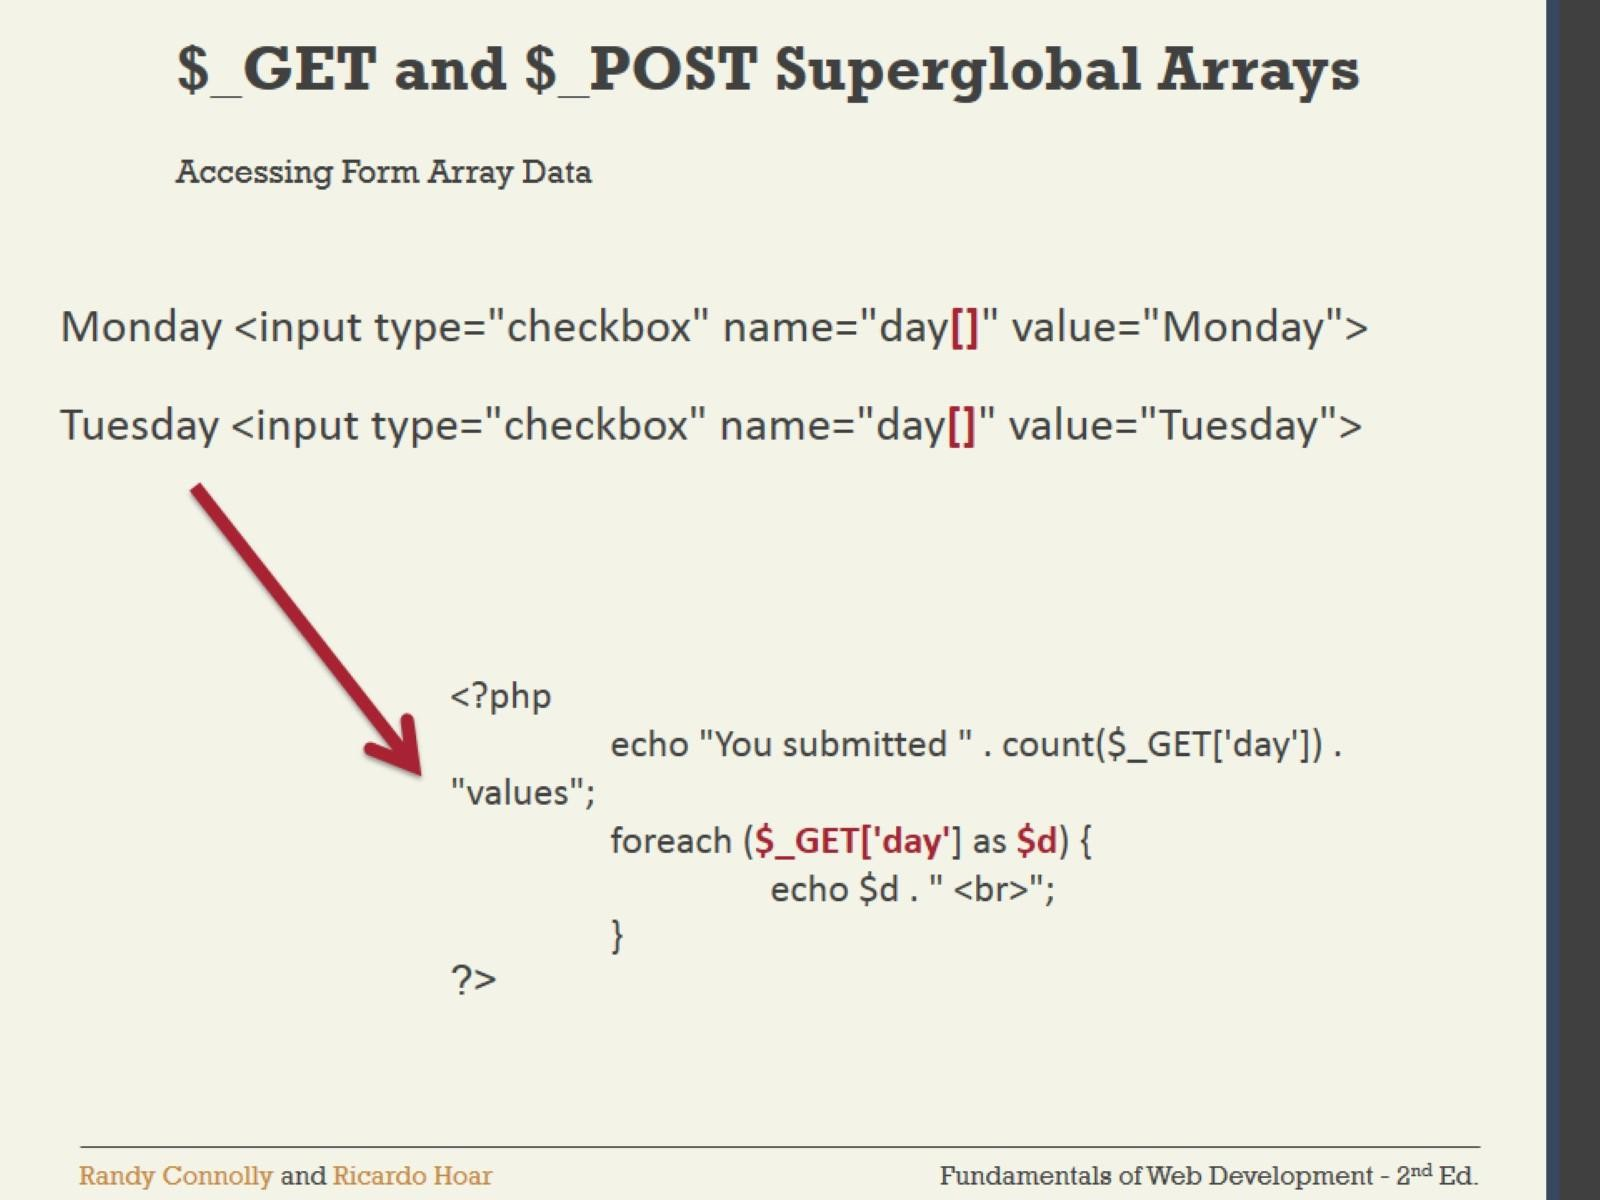 $_GET and $_POST Superglobal Arrays
Accessing Form Array Data
Monday <input type="checkbox" name="day[]" value="Monday">
Tuesday <input type="checkbox" name="day[]" value="Tuesday">
<?php
echo "You submitted " . count($_GET['day']) .
"values";
foreach ($_GET['day'] as $d) {
echo $d . " <br>";
}
?>
Randy Connolly and Ricardo Hoar
Fundamentals of Web Development - 2nd Ed.